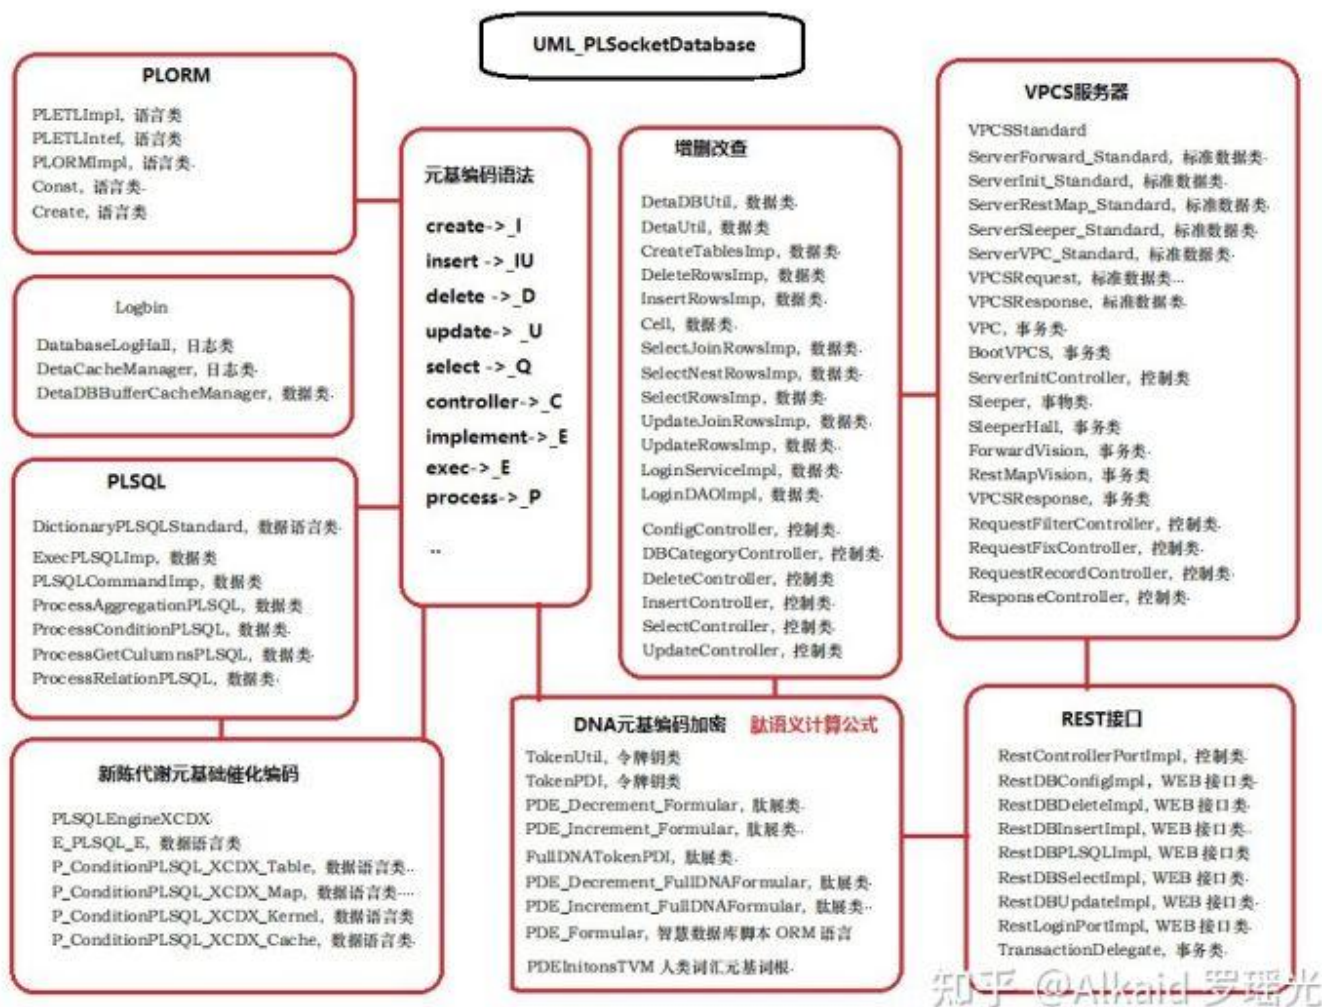 UML_PLSocketDatabase
PLORM
PLETLImpl, 语言类
PLETLIntef, 语言类
PLORMImpl, 语言类·
Const, 语言类·
Create, 语言类
Logbin
DatabaseLogHall, 日志类
DetaCacheManager, 日志类·
DetaDBBufferCacheManager, 数据类·
PLSQL
DictionaryPLSQLStandard, 数据语言类·
ExecPLSQLImp, 数据类
PLSQLCommandImp, 数据类
ProcessAggregationPLSQL, 数据类
ProcessConditionPLSQL, 数据类·
ProcessGetCulumnsPLSQL, 数据类·
ProcessRelationPLSQL, 数据类·
新陈代谢元基础催化编码
PLSQLEngineXCDX
E_PLSQL_E, 数据语言类
P_ConditionPLSQL_XCDX_Table, 数据语言类··
P_ConditionPLSQL_XCDX_Map, 数据语言类····
P_ConditionPLSQL_XCDX_Kernel, 数据语言类
P_ConditionPLSQL_XCDX_Cache, 数据语言类·
元基编码语法
create->_I
insert ->_IU
delete ->_D
update-> _U
select ->_Q
controller->_C
implement->_E
exec->_E
process->_P
..
增删改查
DetaDBUtil, 数据类·
DetaUtil, 数据类
CreateTablesImp, 数据类·
DeleteRowsImp, 数据类
InsertRowsImp, 数据类·
Cell, 数据类·
SelectJoinRowsImp, 数据类·
SelectNestRowsImp, 数据类·
SelectRowsImp, 数据类·
UpdateJoinRowsImp, 数据类·
UpdateRowsImp, 数据类·
LoginServiceImpl, 数据类·
LoginDAOImpl, 数据类·
ConfigController, 控制类·
DBCategoryController, 控制类·
DeleteController, 控制类
InsertController, 控制类·
SelectController, 控制类·
UpdateController, 控制类
DNA元基编码加密 肽语义计算公式
TokenUtil, 令牌钥类
TokenPDI, 令牌钥类
PDE_Decrement_Formular, 肽展类·
PDE_Increment_Formular, 肽展类··
FullDNATokenPDI, 肽展类·
PDE_Decrement_FullDNAFormular, 肽展类·
PDE_Increment_FullDNAFormular, 肽展类··
PDE_Formular, 智慧数据库脚本 ORM 语言
PDEInitonsTVM 人类词汇元基词根·
VPCS服务器
VPCSStandard
ServerForward_Standard, 标准数据类·
ServerInit_Standard, 标准数据类·
ServerRestMap_Standard, 标准数据类·
ServerSleeper_Standard, 标准数据类·
ServerVPC_Standard, 标准数据类·
VPCSRequest, 标准数据类···
VPCSResponse, 标准数据类·
VPC, 事务类·
BootVPCS, 事务类
ServerInitController, 控制类
Sleeper, 事物类·
SleeperHall, 事务类
ForwardVision, 事务类·
RestMapVision, 事务类
VPCSResponse, 事务类
RequestFilterController, 控制类·
RequestFixController, 控制类·
RequestRecordController, 控制类·
ResponseController, 控制类·
REST接口
RestControllerPortImpl, 控制类·
RestDBConfigImpl, WEB 接口类·
RestDBDeleteImpl, WEB 接口类·
RestDBInsertImpl, WEB 接口类·
RestDBPLSQLImpl, WEB 接口类
RestDBSelectImpl, WEB 接口类·
RestDBUpdateImpl, WEB 接口类·
RestLoginPortImpl, WEB 接口类·
TransactionDelegate, 事务类·
知乎 @Alkaid 罗瑶光